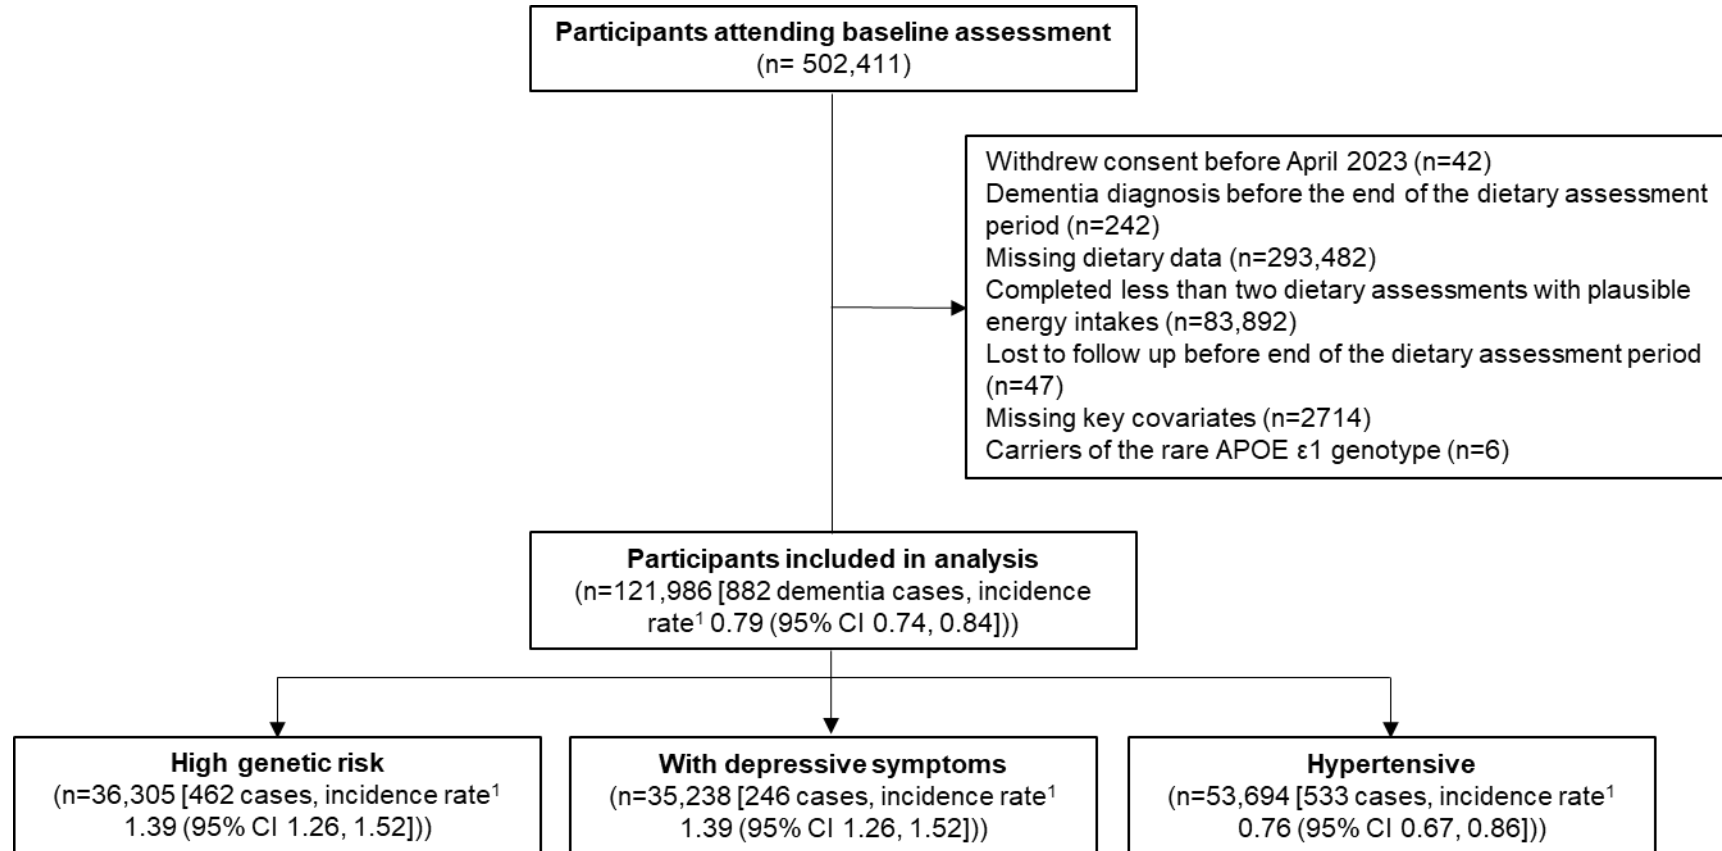 Participants attending baseline assessment
(n= 502,411)
Withdrew consent before April 2023 (n=42)
Dementia diagnosis before the end of the dietary assessment
period (n=242)
Missing dietary data (n=293,482)
Completed less than two dietary assessments with plausible
energy intakes (n=83,892)
Lost to follow up before end of the dietary assessment period
(n=47)
Missing key covariates (n=2714)
Carriers of the rare APOE ε1 genotype (n=6)
Participants included in analysis
(n=121,986 [882 dementia cases, incidence
rate¹ 0.79 (95% CI 0.74, 0.84]))
High genetic risk
(n=36,305 [462 cases, incidence rate¹
1.39 (95% CI 1.26, 1.52]))
With depressive symptoms
(n=35,238 [246 cases, incidence rate¹
1.39 (95% CI 1.26, 1.52]))
Hypertensive
(n=53,694 [533 cases, incidence rate¹
0.76 (95% CI 0.67, 0.86]))